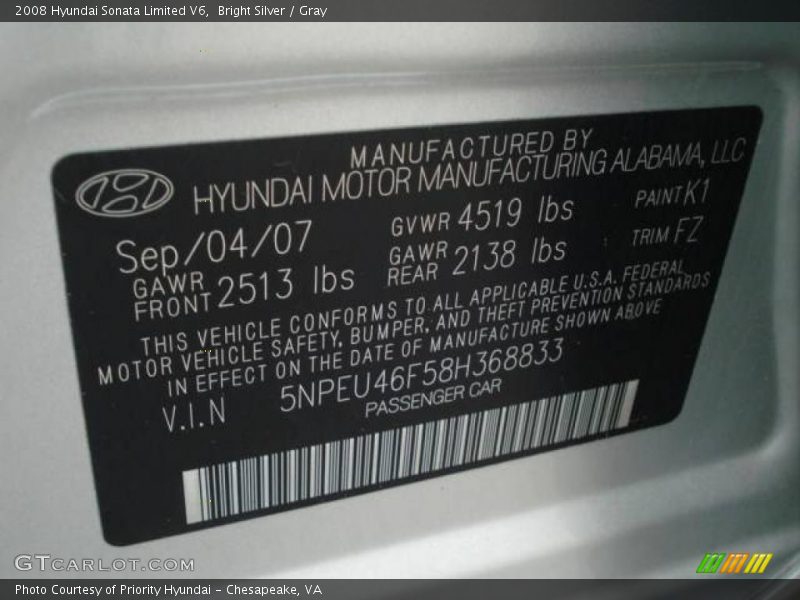 2008 Hyundai Sonata Limited V6, Bright Silver / Gray
MANUFACTURED BY
HYUNDAI MOTOR MANUFACTURING ALABAMA, LLC
Sep/04/07 GVWR 4519 lbs PAINT K1
GAWR FRONT 2513 lbs GAWR REAR 2138 lbs TRIM FZ
THIS VEHICLE CONFORMS TO ALL APPLICABLE U.S.A. FEDERAL
MOTOR VEHICLE SAFETY, BUMPER, AND THEFT PREVENTION STANDARDS
IN EFFECT ON THE DATE OF MANUFACTURE SHOWN ABOVE
V.I.N 5NPEU46F58H368833
PASSENGER CAR
GTCARLOT.COM
Photo Courtesy of Priority Hyundai - Chesapeake, VA